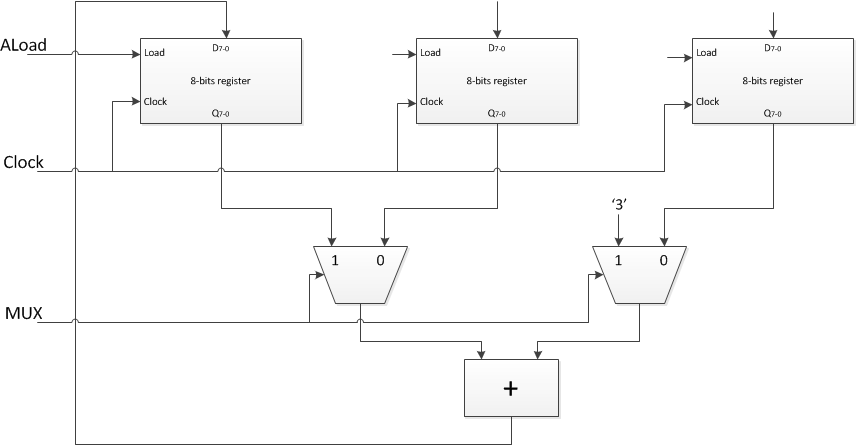 ALoad
Load
D7-0
8-bits register
Clock
Q7-0
Load
D7-0
8-bits register
Clock
Q7-0
Load
D7-0
8-bits register
Clock
Q7-0
Clock
‘3’
1 0
1 0
MUX
+